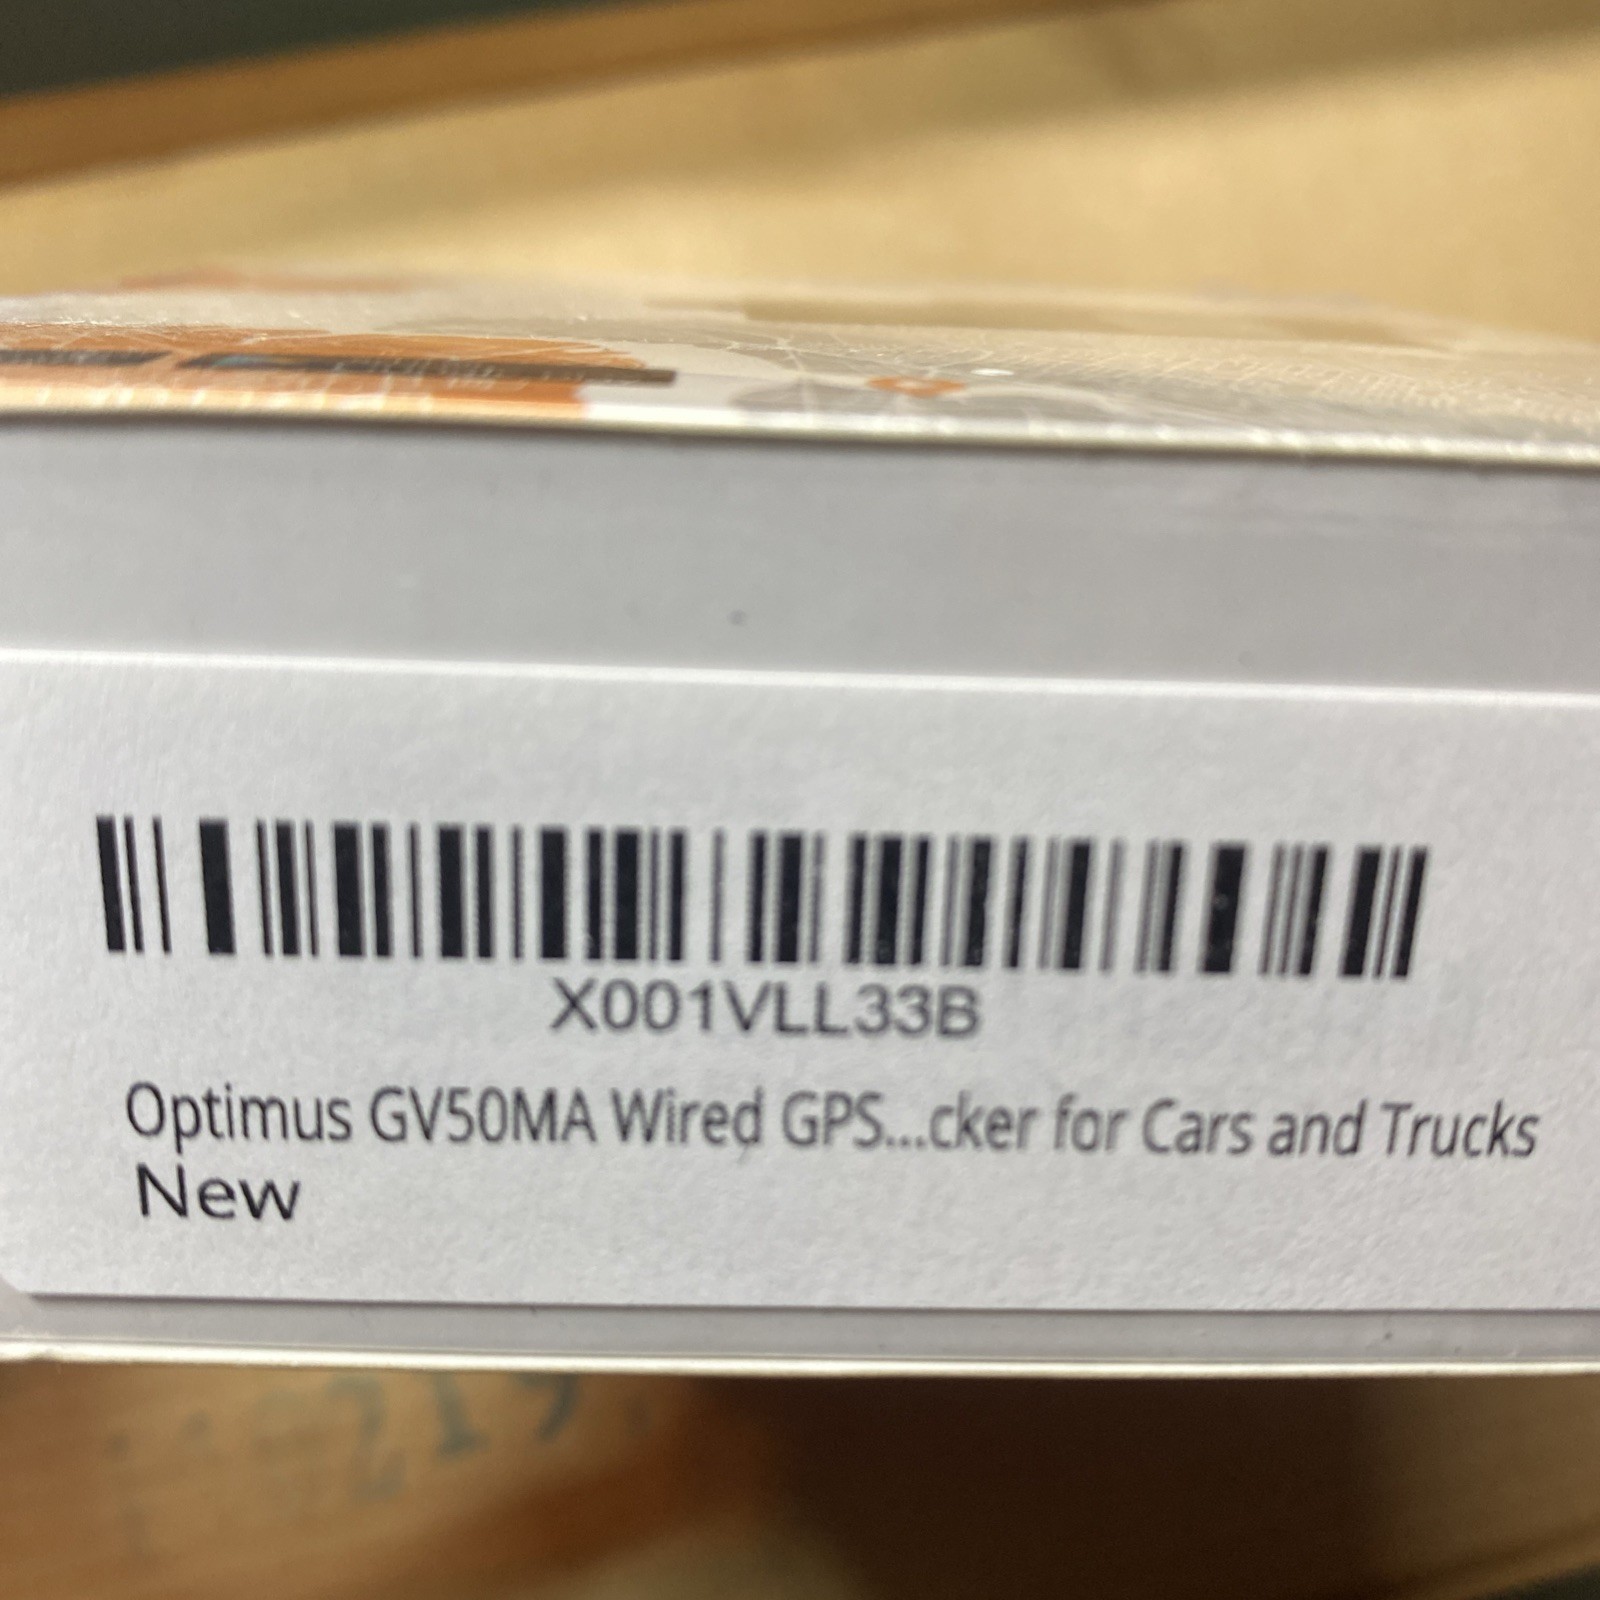 X001VLL33B
Optimus GV50MA Wired GPS...cker for Cars and Trucks
New